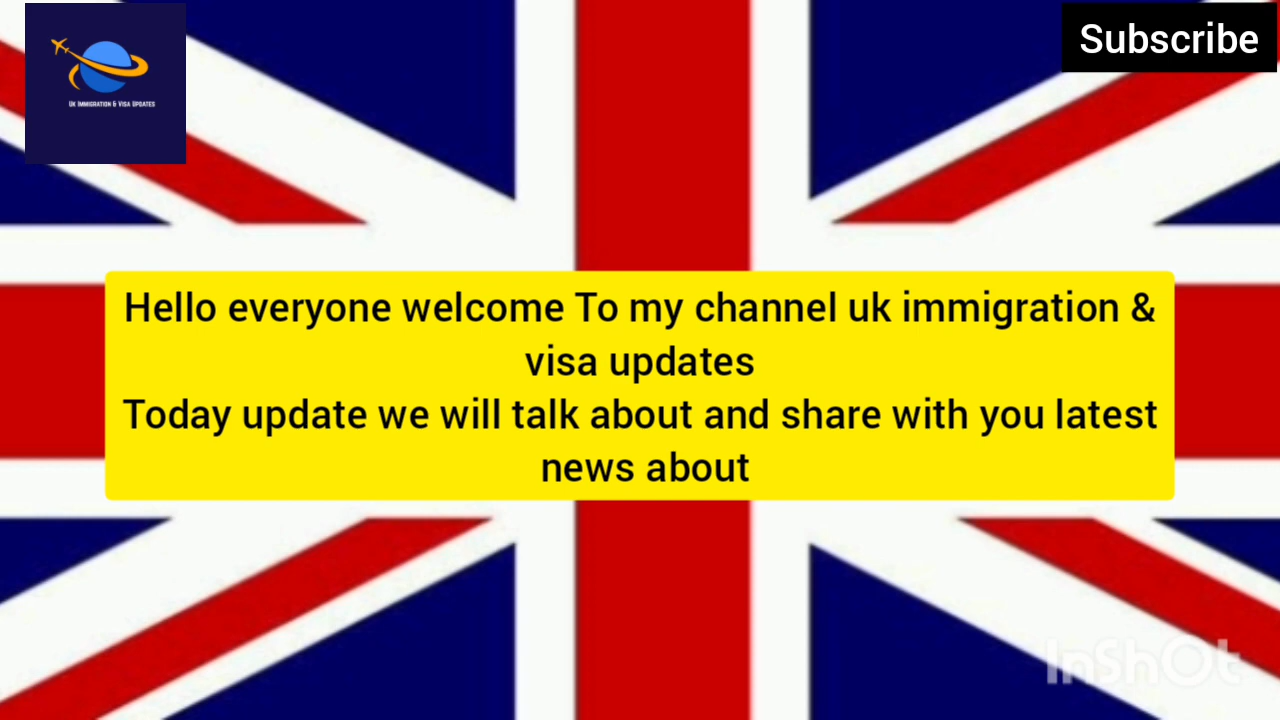 Subscribe
UK Immigration & Visa Updates
Hello everyone welcome To my channel uk immigration &
visa updates
Today update we will talk about and share with you latest
news about
InShOt